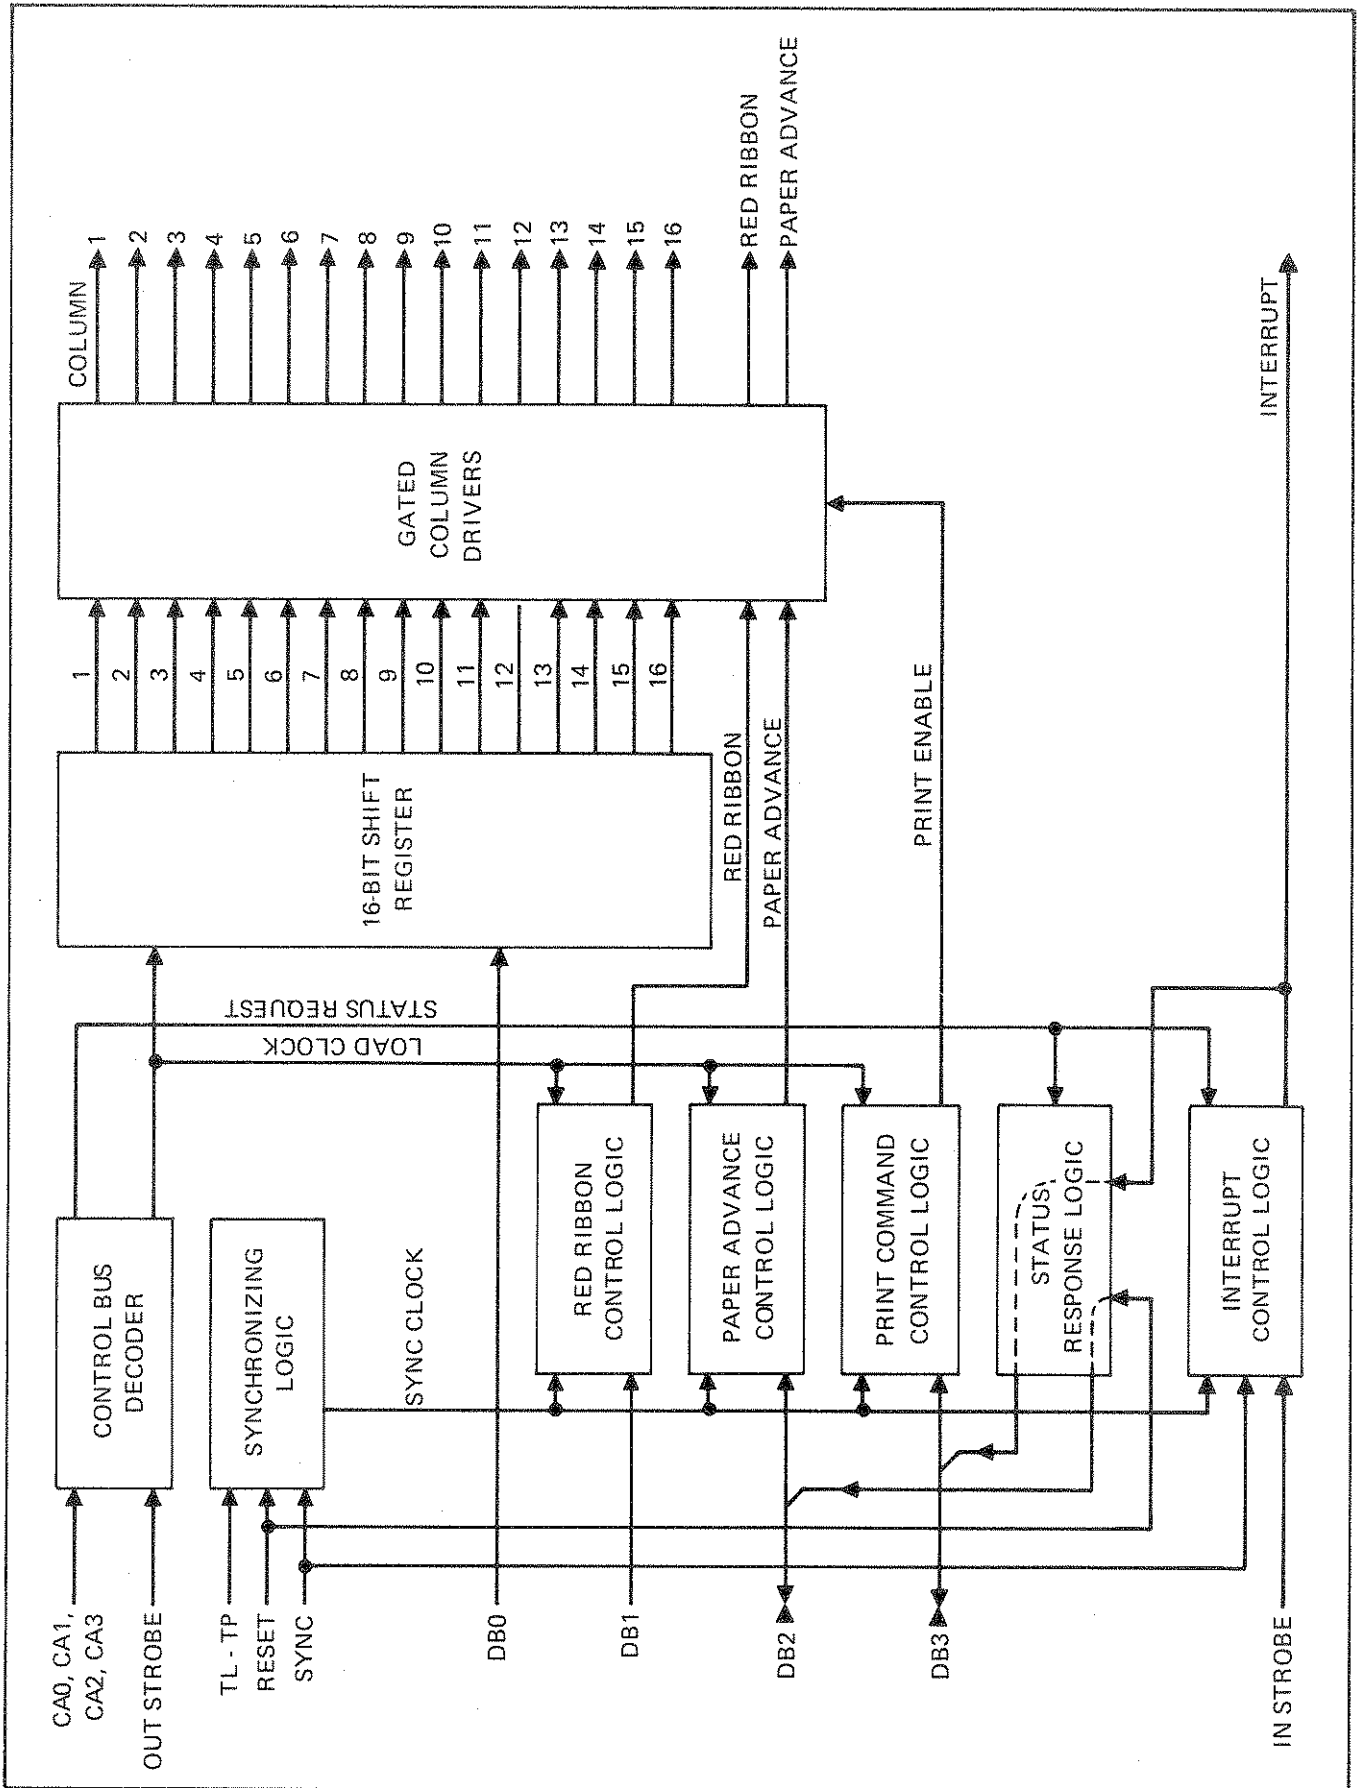 CA0, CA1,
CA2, CA3
OUT STROBE
TL - TP
RESET
SYNC
DB0
DB1
DB2
DB3
IN STROBE
CONTROL BUS
DECODER
SYNCHRONIZING
LOGIC
SYNC CLOCK
RED RIBBON
CONTROL LOGIC
PAPER ADVANCE
CONTROL LOGIC
PRINT COMMAND
CONTROL LOGIC
STATUS
RESPONSE LOGIC
INTERRUPT
CONTROL LOGIC
LOAD CLOCK
STATUS REQUEST
16-BIT SHIFT
REGISTER
1
2
3
4
5
6
7
8
9
10
11
12
13
14
15
16
RED RIBBON
PAPER ADVANCE
PRINT ENABLE
GATED
COLUMN
DRIVERS
COLUMN
1
2
3
4
5
6
7
8
9
10
11
12
13
14
15
16
RED RIBBON
PAPER ADVANCE
INTERRUPT